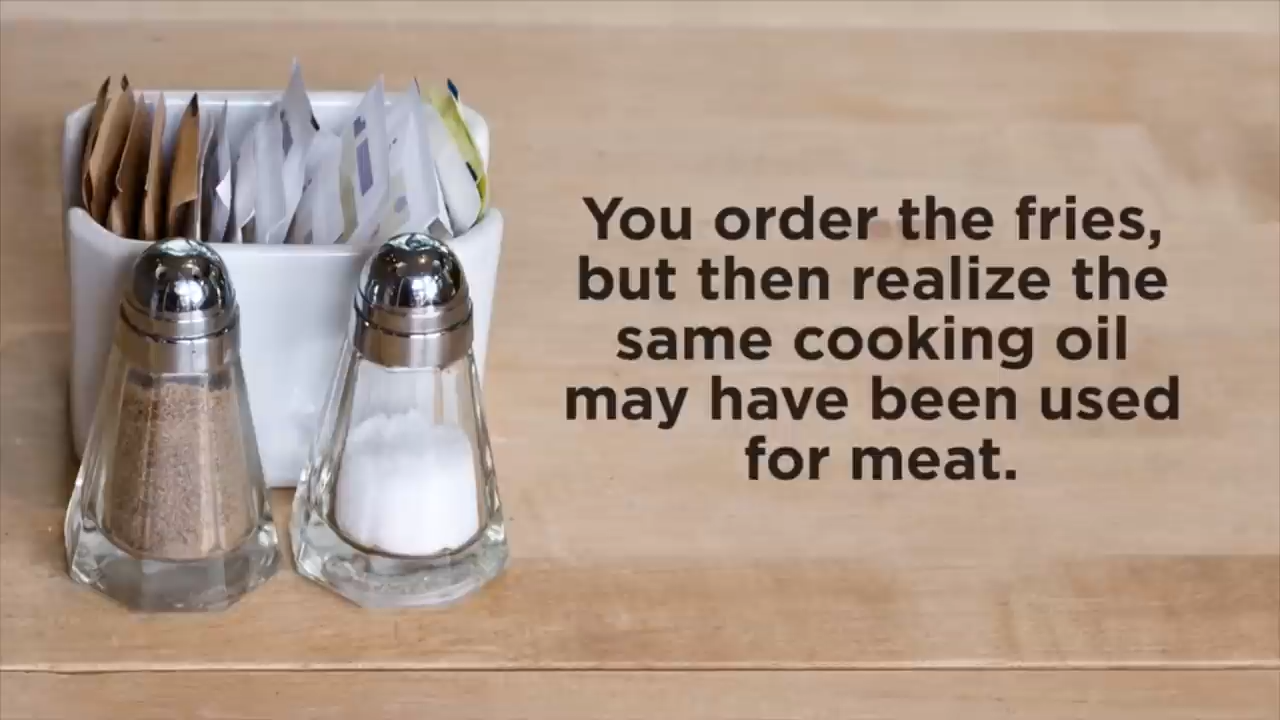 You order the fries,
but then realize the
same cooking oil
may have been used
for meat.